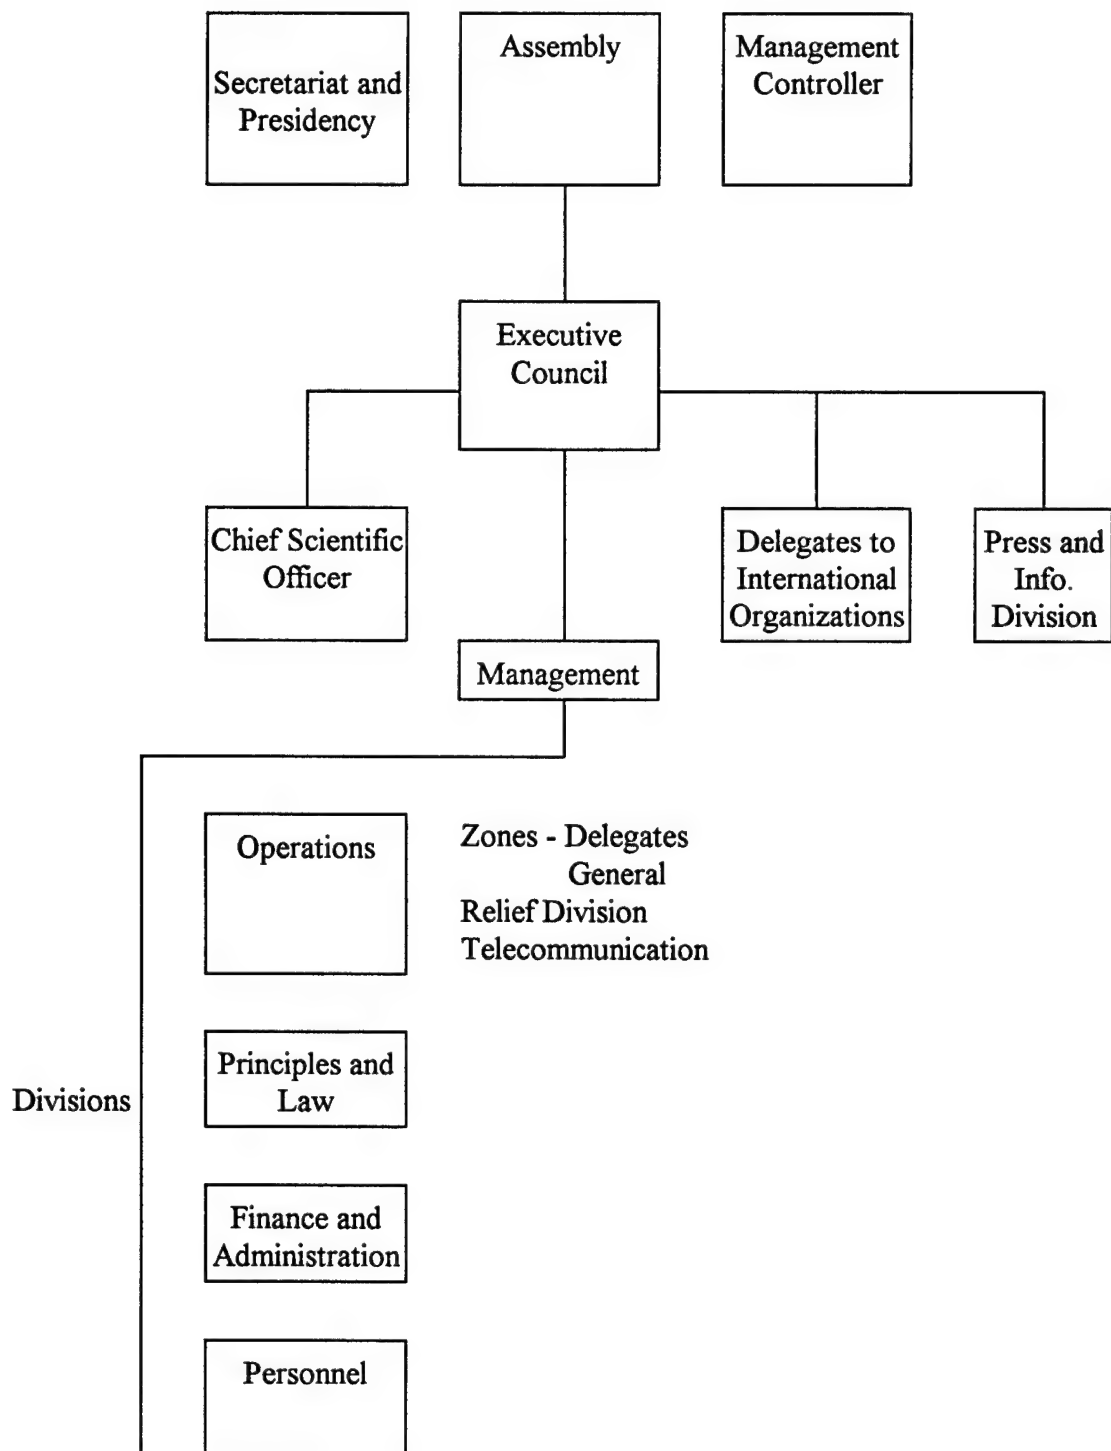 Secretariat and
Presidency
Assembly
Management
Controller
Executive
Council
Chief Scientific
Officer
Delegates to
International
Organizations
Press and
Info.
Division
Management
Operations
Zones - Delegates
General
Relief Division
Telecommunication
Divisions
Principles and
Law
Finance and
Administration
Personnel